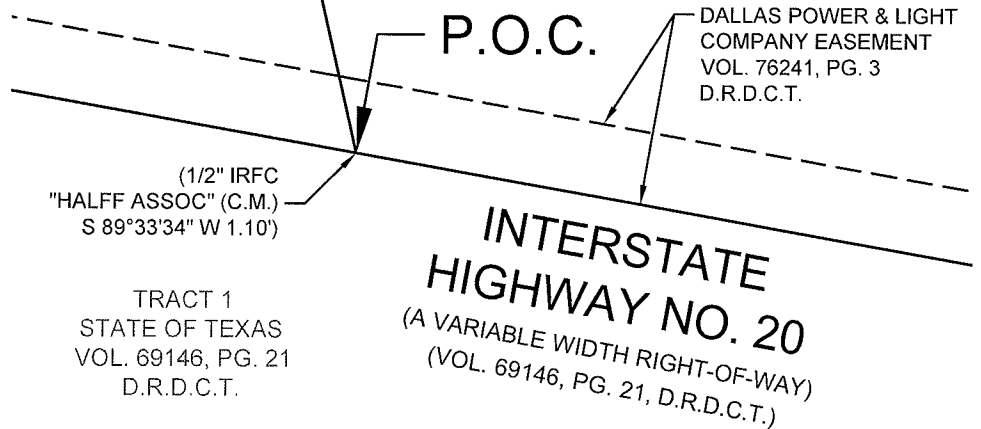 P.O.C.
DALLAS POWER & LIGHT
COMPANY EASEMENT
VOL. 76241, PG. 3
D.R.D.C.T.
(1/2" IRFC
"HALFF ASSOC" (C.M.)
S 89°33'34" W 1.10')
TRACT 1
STATE OF TEXAS
VOL. 69146, PG. 21
D.R.D.C.T.
INTERSTATE
HIGHWAY NO. 20
(A VARIABLE WIDTH RIGHT-OF-WAY)
(VOL. 69146, PG. 21, D.R.D.C.T.)